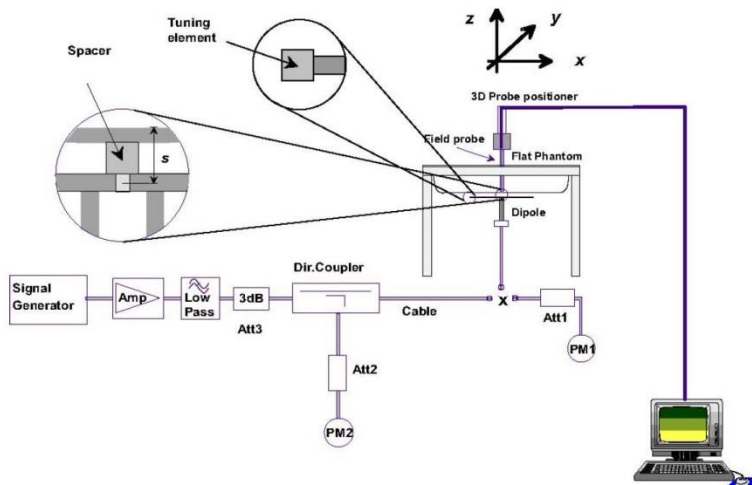 Tuning
element
Spacer
z
y
x
s
3D Probe positioner
Field probe
Flat Phantom
Dipole
Dir.Coupler
Signal
Generator
Amp
Low
Pass
3dB
Att3
Cable
x
Att1
PM1
Att2
PM2